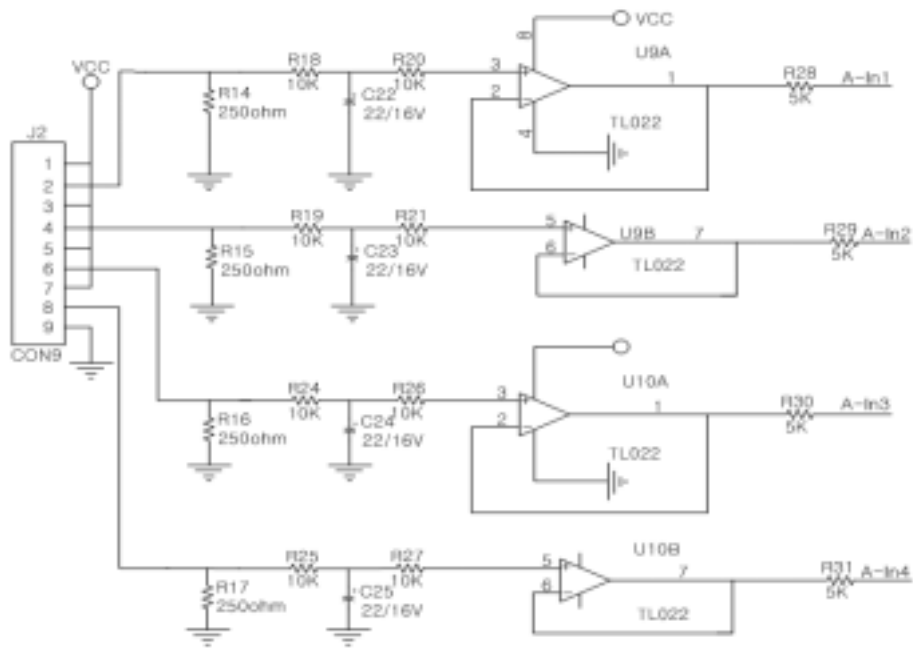 VCC
J2
1
2
3
4
5
6
7
8
9
CON9
R14
250ohm
R18
10K
C22
22/16V
R20
10K
3
2
8
VCC
U9A
1
4
TL022
R28
5K
A-In1
R15
250ohm
R19
10K
C23
22/16V
R21
10K
5
6
U9B
7
TL022
R29
5K
A-In2
R16
250ohm
R24
10K
C24
22/16V
R26
10K
3
2
U10A
1
TL022
R30
5K
A-In3
R17
250ohm
R25
10K
C25
22/16V
R27
10K
5
6
U10B
7
TL022
R31
5K
A-In4